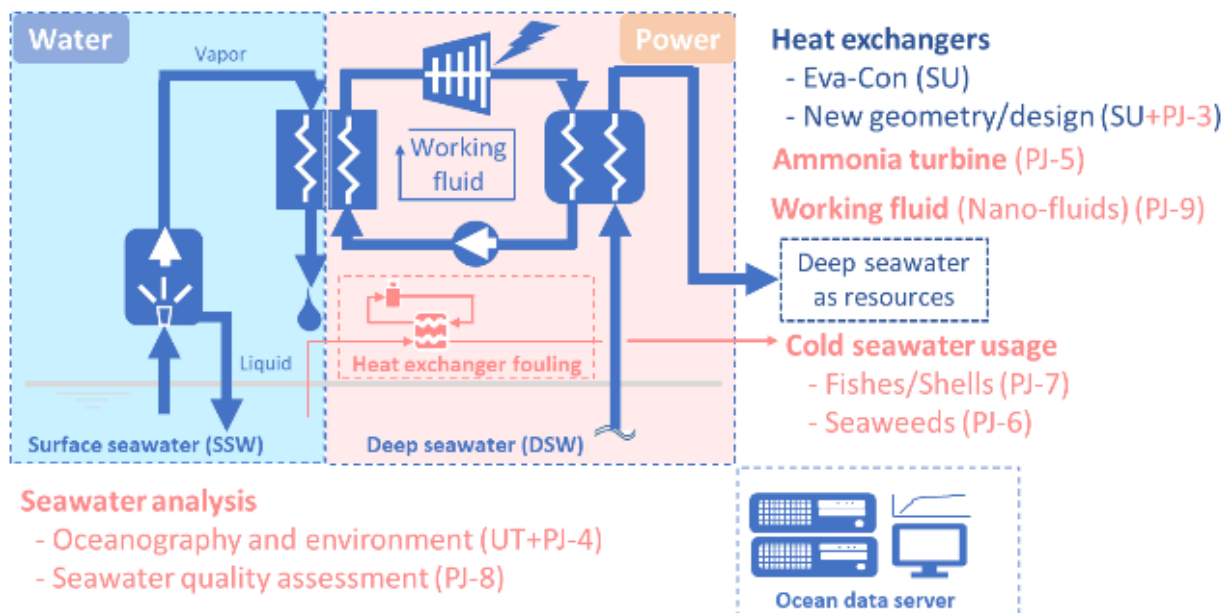 Water
Power
Vapor
Working
fluid
Liquid
Heat exchanger fouling
Surface seawater (SSW)
Deep seawater (DSW)
Heat exchangers
- Eva-Con (SU)
- New geometry/design (SU+PJ-3)
Ammonia turbine (PJ-5)
Working fluid (Nano-fluids) (PJ-9)
Deep seawater
as resources
Cold seawater usage
- Fishes/Shells (PJ-7)
- Seaweeds (PJ-6)
Seawater analysis
- Oceanography and environment (UT+PJ-4)
- Seawater quality assessment (PJ-8)
Ocean data server